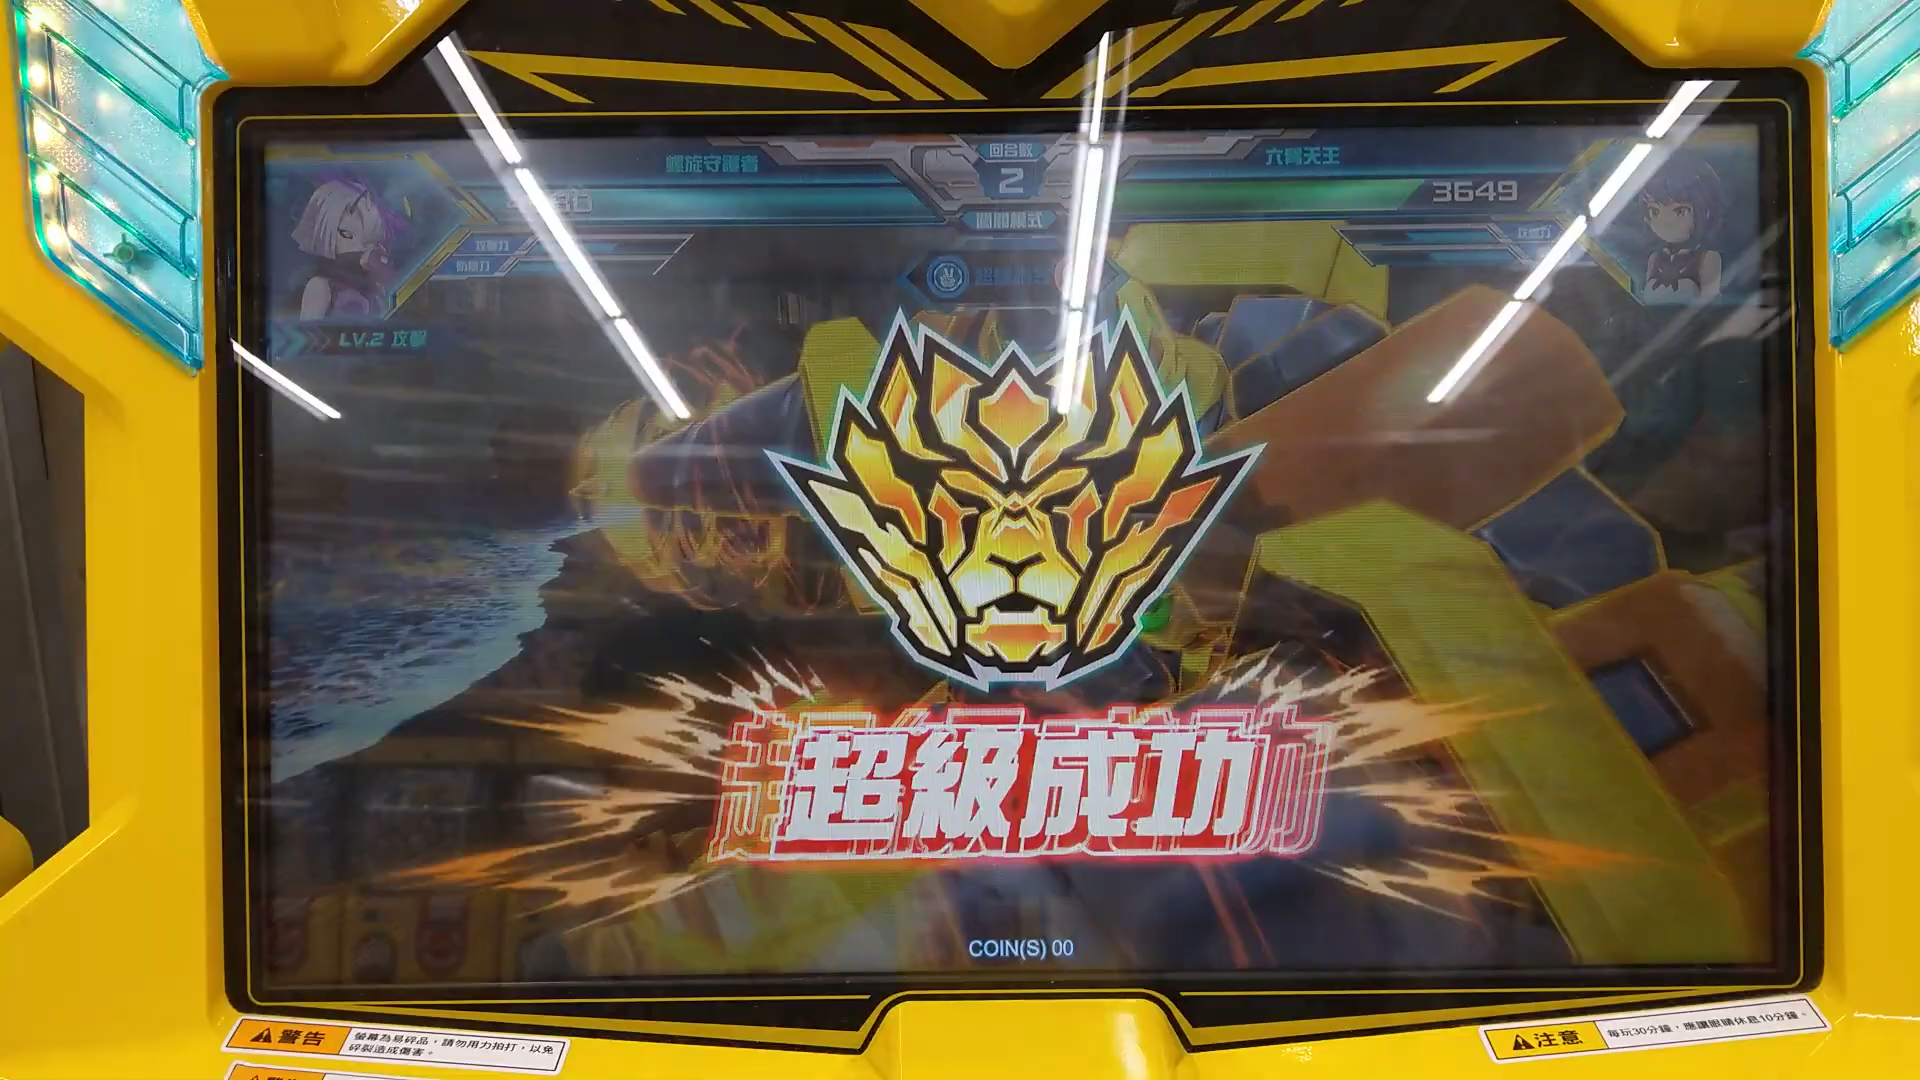 回合數
2
螺旋守護者
六臂天王
3649
闖關模式
攻擊力
防禦力
攻擊力
LV.2 攻擊
超級成功
COIN(S) 00
警告
螢幕為易碎品,請勿用力拍打,以免
碎裂造成傷害。
注意
每玩30分鐘,應讓眼睛休息10分鐘。